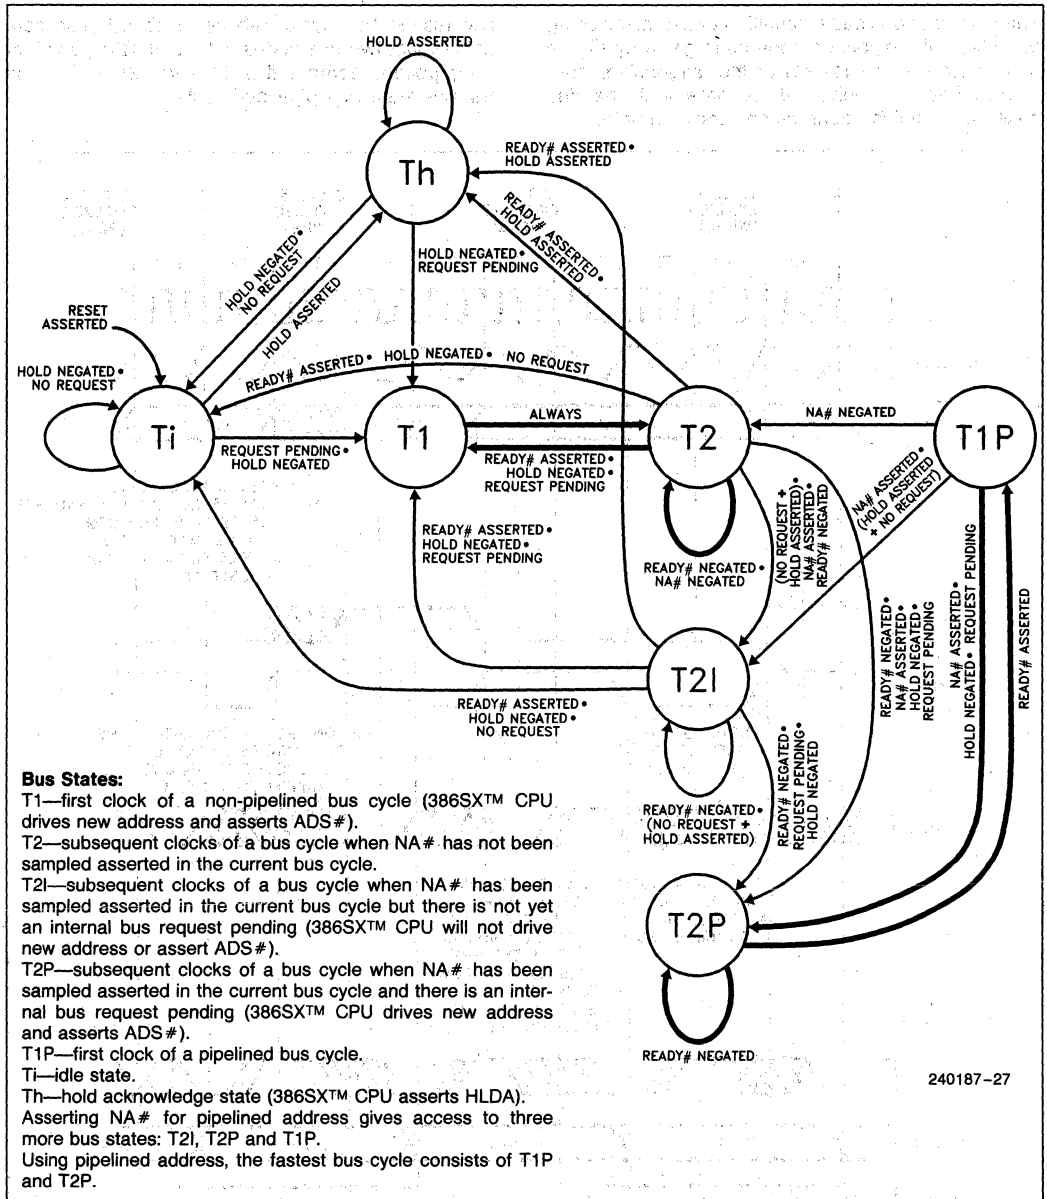 HOLD ASSERTED
Th
READY# ASSERTED•
HOLD ASSERTED
READY# ASSERTED•
HOLD ASSERTED
HOLD NEGATED•
REQUEST PENDING
HOLD NEGATED•
NO REQUEST
HOLD ASSERTED
RESET
ASSERTED
HOLD NEGATED•
NO REQUEST
READY# ASSERTED• HOLD NEGATED• NO REQUEST
Ti
REQUEST PENDING•
HOLD NEGATED
T1
ALWAYS
READY# ASSERTED•
HOLD NEGATED•
REQUEST PENDING
T2
NA# NEGATED
T1P
NA# ASSERTED•
(HOLD ASSERTED
+ NO REQUEST)
READY# ASSERTED•
HOLD NEGATED•
REQUEST PENDING
READY# NEGATED•
NA# NEGATED
(NO REQUEST +
HOLD ASSERTED)•
NA# ASSERTED•
READY# NEGATED
READY# NEGATED•
NA# ASSERTED•
HOLD NEGATED•
REQUEST PENDING
NA# ASSERTED•
HOLD NEGATED• REQUEST PENDING
READY# ASSERTED
T2I
READY# ASSERTED•
HOLD NEGATED•
NO REQUEST
READY# NEGATED•
(NO REQUEST +
HOLD ASSERTED)
READY# NEGATED•
REQUEST PENDING•
HOLD NEGATED
T2P
READY# NEGATED
240187-27
Bus States:
T1—first clock of a non-pipelined bus cycle (386SX™ CPU
drives new address and asserts ADS#).
T2—subsequent clocks of a bus cycle when NA# has not been
sampled asserted in the current bus cycle.
T2I—subsequent clocks of a bus cycle when NA# has been
sampled asserted in the current bus cycle but there is not yet
an internal bus request pending (386SX™ CPU will not drive
new address or assert ADS#).
T2P—subsequent clocks of a bus cycle when NA# has been
sampled asserted in the current bus cycle and there is an inter-
nal bus request pending (386SX™ CPU drives new address
and asserts ADS#).
T1P—first clock of a pipelined bus cycle.
Ti—idle state.
Th—hold acknowledge state (386SX™ CPU asserts HLDA).
Asserting NA# for pipelined address gives access to three
more bus states: T2I, T2P and T1P.
Using pipelined address, the fastest bus cycle consists of T1P
and T2P.